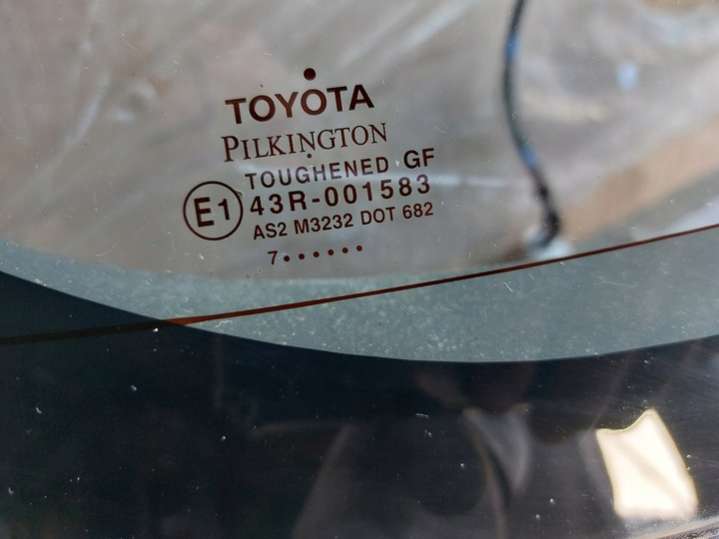 TOYOTA
PILKINGTON
TOUGHENED GF
E1 43R-001583
AS2 M3232 DOT 682
7••••••